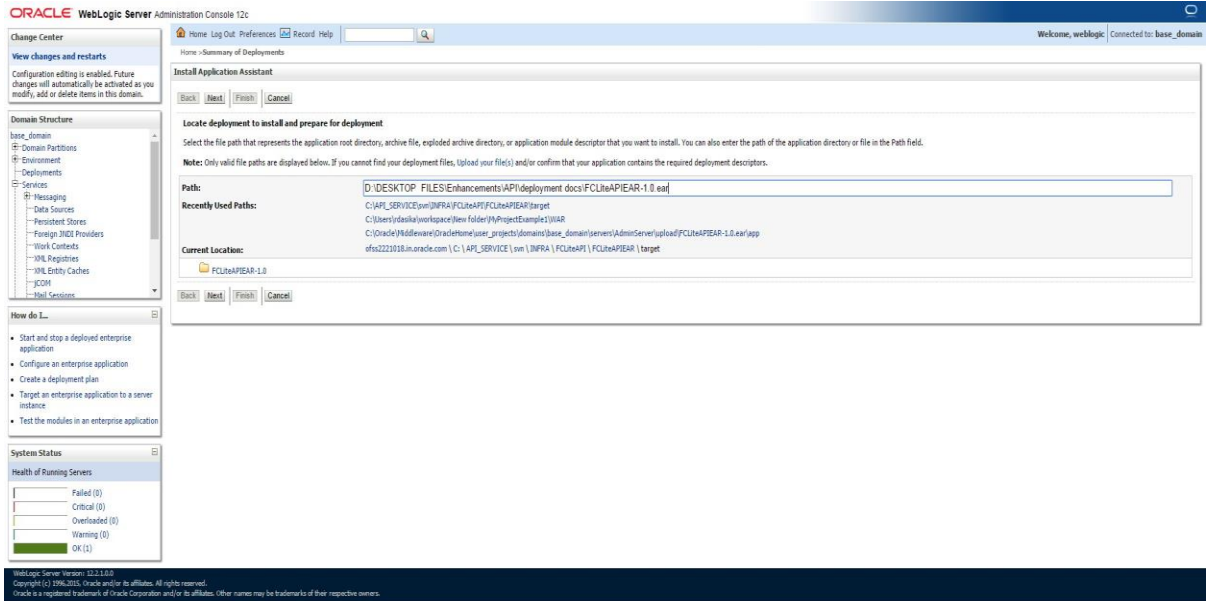 ORACLE WebLogic Server Administration Console 12c
Change Center
View changes and restarts
Configuration editing is enabled. Future
changes will automatically be activated as you
modify, add or delete items in this domain.
Domain Structure
base_domain
Domain Partitions
Environment
Deployments
Services
Messaging
Data Sources
Persistent Stores
Foreign JNDI Providers
Work Contexts
XML Registries
XML Entity Caches
jCOM
Mail Sessions
How do I...
Start and stop a deployed enterprise
application
Configure an enterprise application
Create a deployment plan
Target an enterprise application to a server
instance
Test the modules in an enterprise application
System Status
Health of Running Servers
Failed (0)
Critical (0)
Overloaded (0)
Warning (0)
OK (1)
Home Log Out Preferences Record Help
Welcome, weblogic Connected to: base_domain
Home >Summary of Deployments
Install Application Assistant
Back Next Finish Cancel
Locate deployment to install and prepare for deployment
Select the file path that represents the application root directory, archive file, exploded archive directory, or application module descriptor that you want to install. You can also enter the path of the application directory or file in the Path field.
Note: Only valid file paths are displayed below. If you cannot find your deployment files, Upload your file(s) and/or confirm that your application contains the required deployment descriptors.
Path: D:\DESKTOP FILES\Enhancements\API\deployment docs\FCLiteAPIEAR-1.0.ear
Recently Used Paths: C:\API_SERVICE\svn\INFRA\FCLiteAPI\FCLiteAPIEAR\target
C:\Users\rdasika\workspace\New folder\MyProjectExample1\WAR
C:\Oracle\Middleware\OracleHome\user_projects\domains\base_domain\servers\AdminServer\upload\FCLiteAPIEAR-1.0.ear\app
Current Location: ofss2221018.in.oracle.com \ C: \ API_SERVICE \ svn \ INFRA \ FCLiteAPI \ FCLiteAPIEAR \ target
FCLiteAPIEAR-1.0
Back Next Finish Cancel
WebLogic Server Version: 12.2.1.0.0
Copyright (c) 1996,2015, Oracle and/or its affiliates. All rights reserved.
Oracle is a registered trademark of Oracle Corporation and/or its affiliates. Other names may be trademarks of their respective owners.